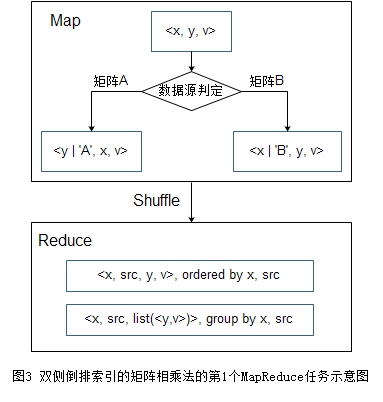 Map
<x, y, v>
矩阵A
数据源判定
矩阵B
<y | 'A', x, v>
<x | 'B', y, v>
Shuffle
Reduce
<x, src, y, v>, ordered by x, src
<x, src, list(<y,v>)>, group by x, src
图3 双侧倒排索引的矩阵相乘法的第1个MapReduce任务示意图